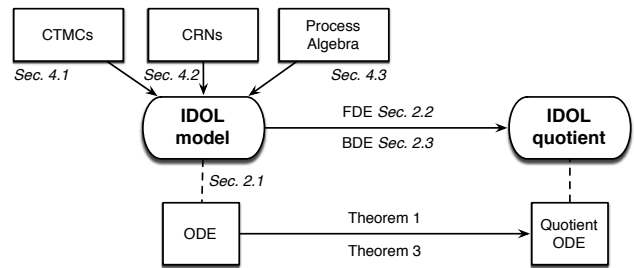 CTMCs
CRNs
Process
Algebra
Sec. 4.1
Sec. 4.2
Sec. 4.3
IDOL
model
FDE Sec. 2.2
BDE Sec. 2.3
IDOL
quotient
Sec. 2.1
ODE
Theorem 1
Theorem 3
Quotient
ODE